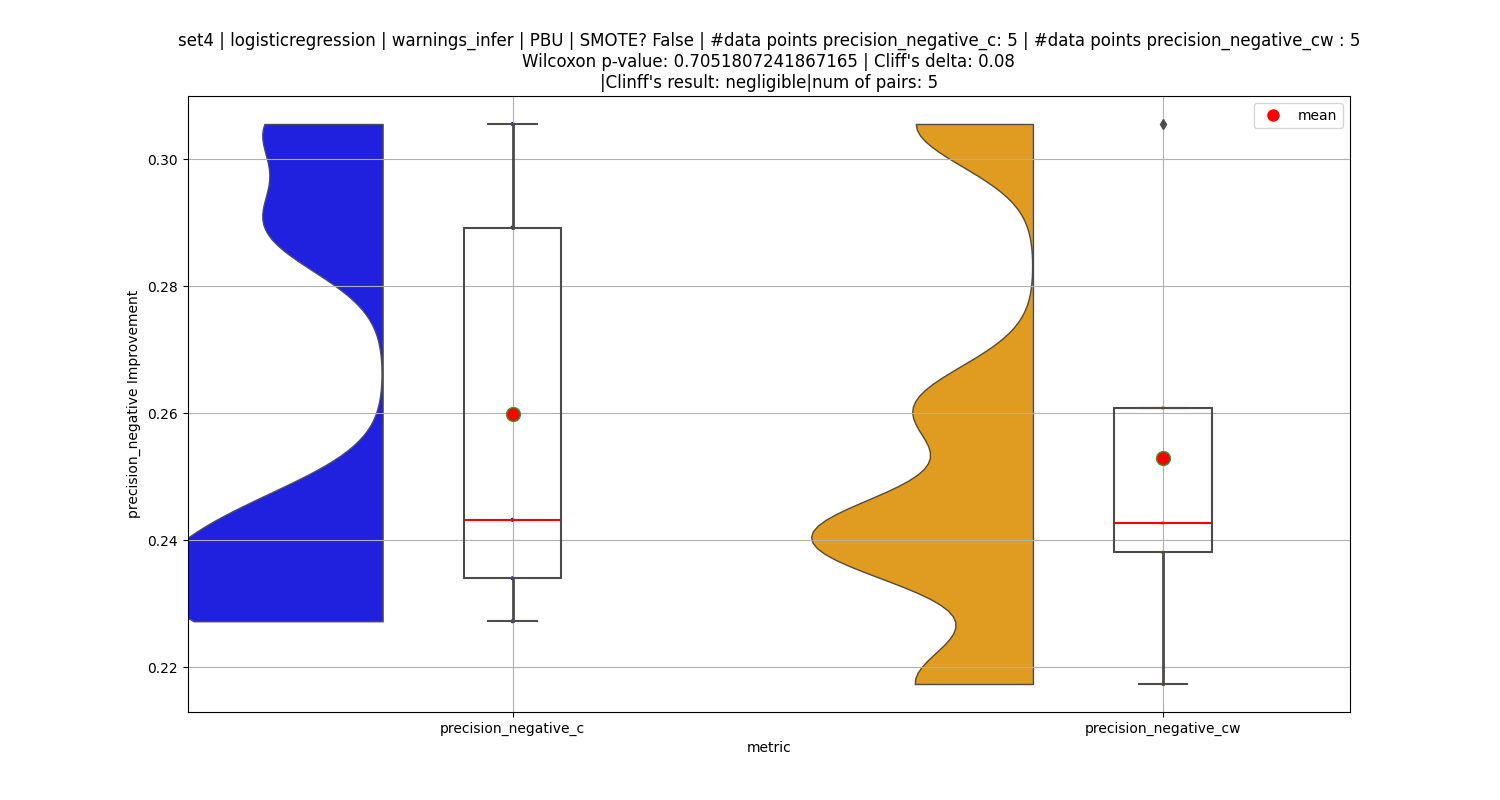 set4 | logisticregression | warnings_infer | PBU | SMOTE? False | #data points precision_negative_c: 5 | #data points precision_negative_cw : 5
Wilcoxon p-value: 0.7051807241867165 | Cliff's delta: 0.08
|Clinff's result: negligible|num of pairs: 5
mean
0.30
0.28
0.26
0.24
0.22
precision_negative Improvement
precision_negative_c
precision_negative_cw
metric